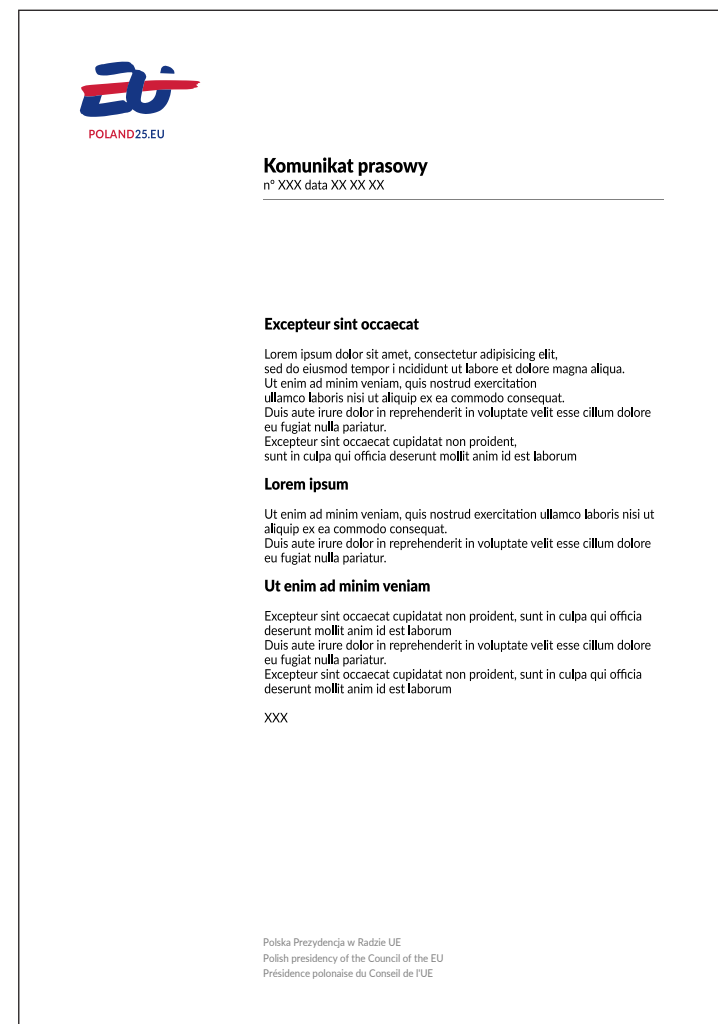 EU
POLAND25.EU
Komunikat prasowy
n° XXX data XX XX XX
Excepteur sint occaecat
Lorem ipsum dolor sit amet, consectetur adipisicing elit,
sed do eiusmod tempor i ncididunt ut labore et dolore magna aliqua.
Ut enim ad minim veniam, quis nostrud exercitation
ullamco laboris nisi ut aliquip ex ea commodo consequat.
Duis aute irure dolor in reprehenderit in voluptate velit esse cillum dolore
eu fugiat nulla pariatur.
Excepteur sint occaecat cupidatat non proident,
sunt in culpa qui officia deserunt mollit anim id est laborum
Lorem ipsum
Ut enim ad minim veniam, quis nostrud exercitation ullamco laboris nisi ut
aliquip ex ea commodo consequat.
Duis aute irure dolor in reprehenderit in voluptate velit esse cillum dolore
eu fugiat nulla pariatur.
Ut enim ad minim veniam
Excepteur sint occaecat cupidatat non proident, sunt in culpa qui officia
deserunt mollit anim id est laborum
Duis aute irure dolor in reprehenderit in voluptate velit esse cillum dolore
eu fugiat nulla pariatur.
Excepteur sint occaecat cupidatat non proident, sunt in culpa qui officia
deserunt mollit anim id est laborum
XXX
Polska Prezydencja w Radzie UE
Polish presidency of the Council of the EU
Présidence polonaise du Conseil de l'UE